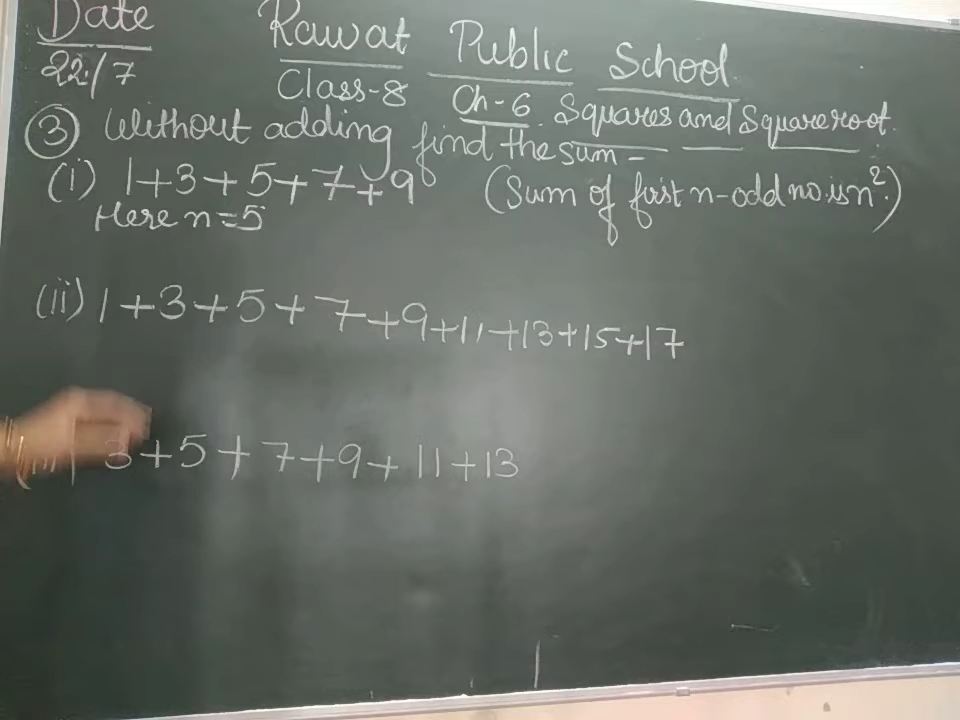 Date Rawat Public School
22/7 Class-8 Ch-6 Squares and Square root.
③ Without adding find the sum -
(i) 1+3+5+7+9 (Sum of first n-odd no. is n².)
Here n=5
(ii) 1+3+5+7+9+11+13+15+17
3+5+7+9+11+13